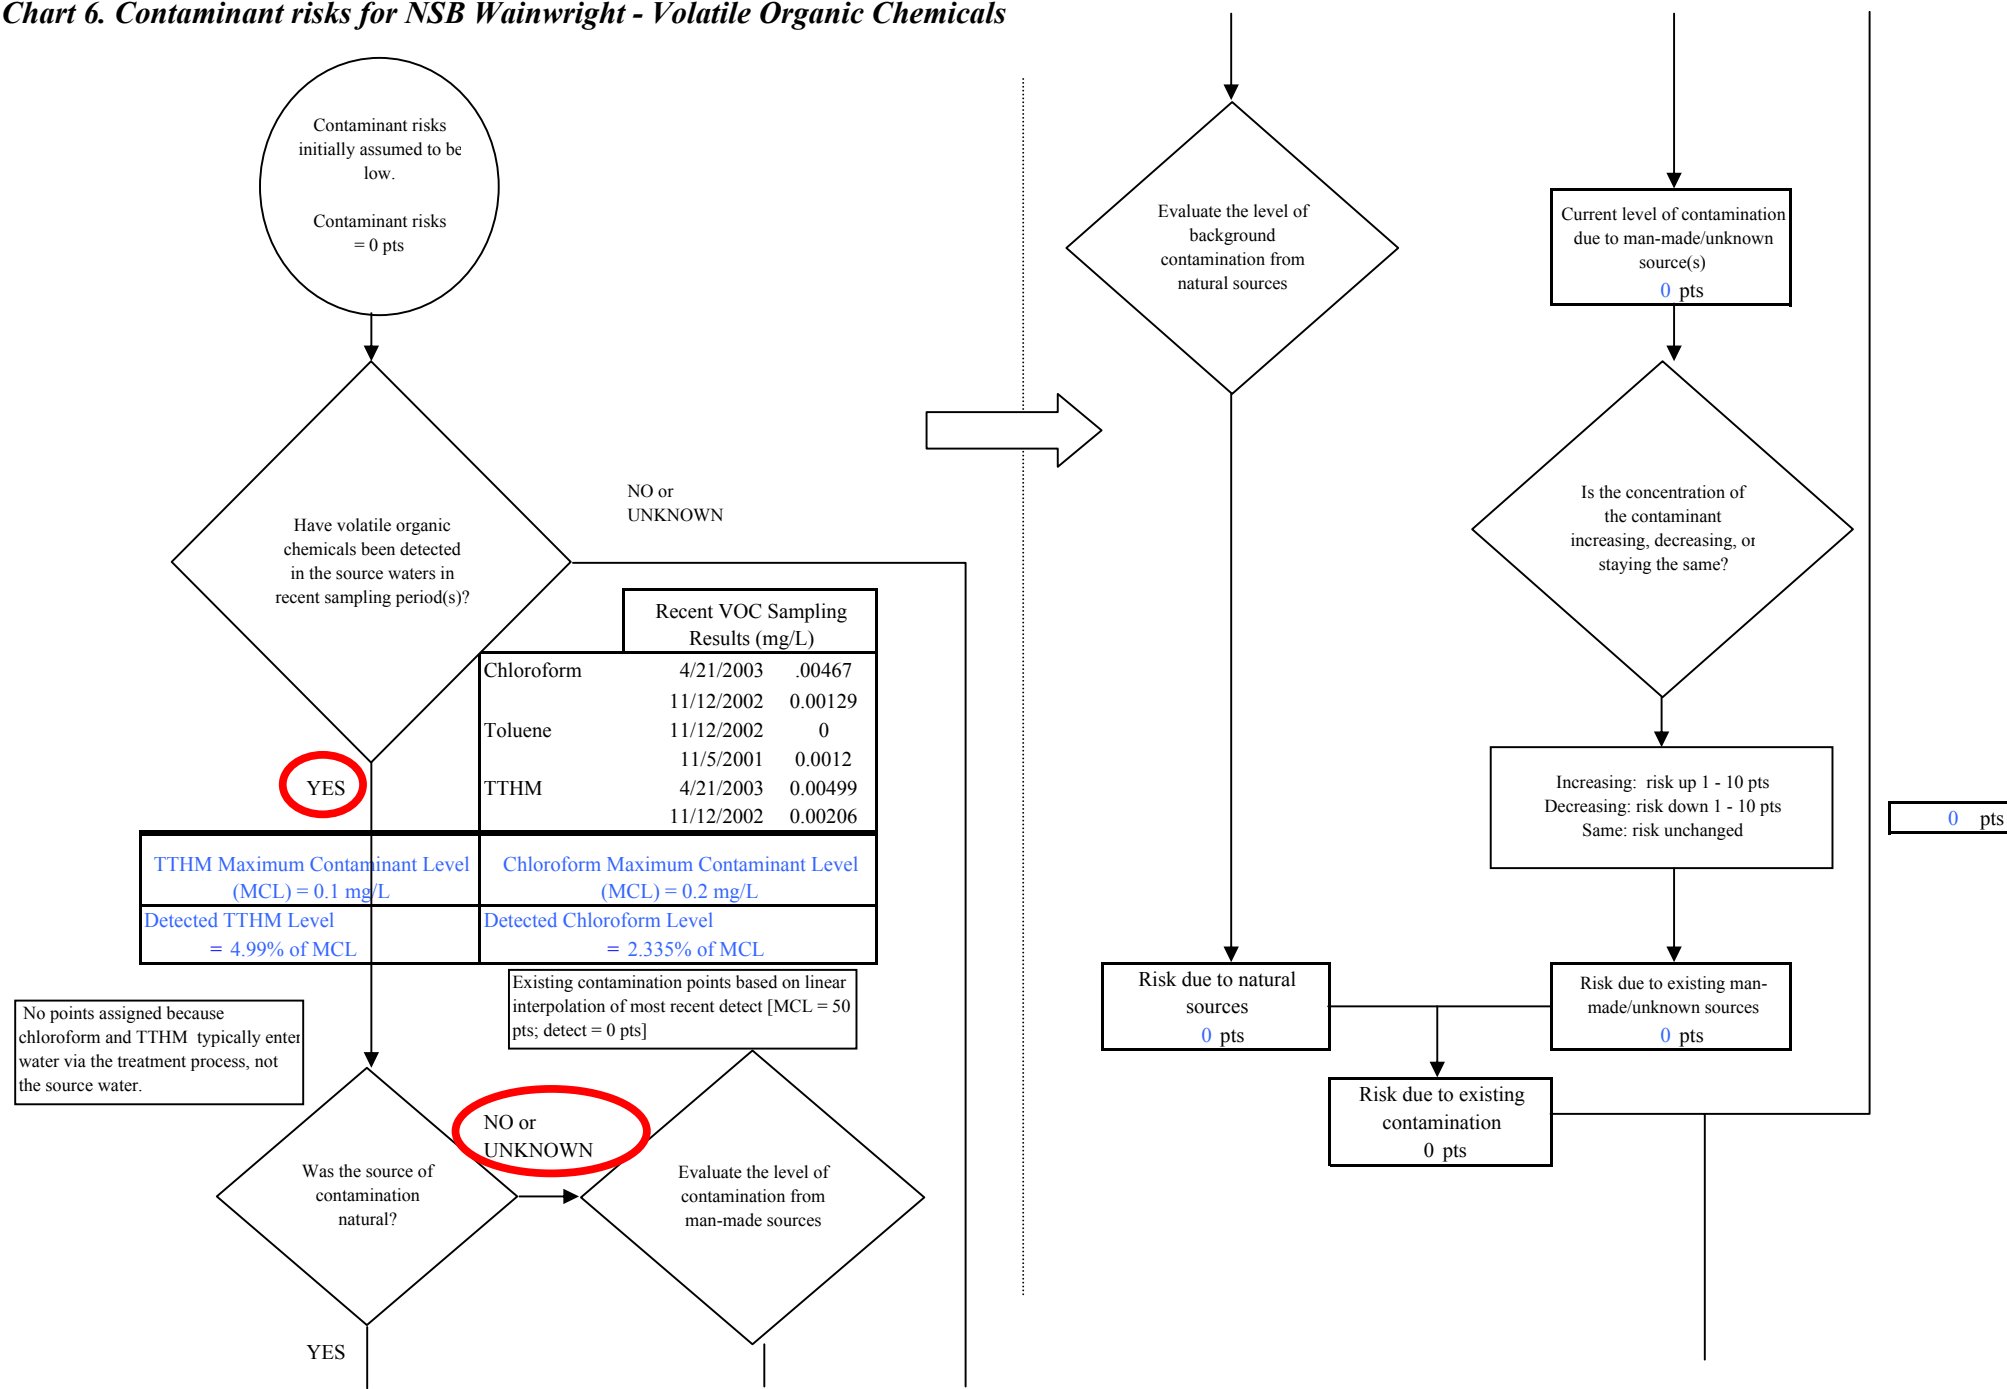 Chart 6. Contaminant risks for NSB Wainwright - Volatile Organic Chemicals
Contaminant risks
initially assumed to be
low.
Contaminant risks
= 0 pts
Have volatile organic
chemicals been detected
in the source waters in
recent sampling period(s)?
NO or
UNKNOWN
YES
Recent VOC Sampling
Results (mg/L)
Chloroform 4/21/2003 .00467
11/12/2002 0.00129
Toluene 11/12/2002 0
11/5/2001 0.0012
TTHM 4/21/2003 0.00499
11/12/2002 0.00206
TTHM Maximum Contaminant Level
(MCL) = 0.1 mg/L
Chloroform Maximum Contaminant Level
(MCL) = 0.2 mg/L
Detected TTHM Level
= 4.99% of MCL
Detected Chloroform Level
= 2.335% of MCL
Existing contamination points based on linear
interpolation of most recent detect [MCL = 50
pts; detect = 0 pts]
No points assigned because
chloroform and TTHM typically enter
water via the treatment process, not
the source water.
Was the source of
contamination
natural?
NO or
UNKNOWN
Evaluate the level of
contamination from
man-made sources
YES
Evaluate the level of
background
contamination from
natural sources
Current level of contamination
due to man-made/unknown
source(s)
0 pts
Is the concentration of
the contaminant
increasing, decreasing, or
staying the same?
Increasing: risk up 1 - 10 pts
Decreasing: risk down 1 - 10 pts
Same: risk unchanged
0 pts
Risk due to natural
sources
0 pts
Risk due to existing man-
made/unknown sources
0 pts
Risk due to existing
contamination
0 pts